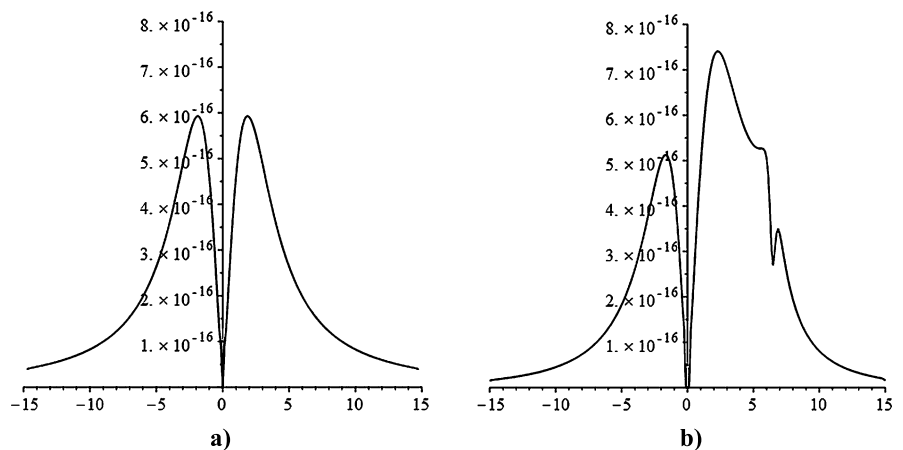 8. × 10^-16 8. × 10^-16
7. × 10^-16 7. × 10^-16
6. × 10^-16 6. × 10^-16
5. × 10^-16 5. × 10^-16
4. × 10^-16 4. × 10^-16
3. × 10^-16 3. × 10^-16
2. × 10^-16 2. × 10^-16
1. × 10^-16 1. × 10^-16
−15 −10 −5 0 5 10 15 −15 −10 −5 0 5 10 15
a) b)